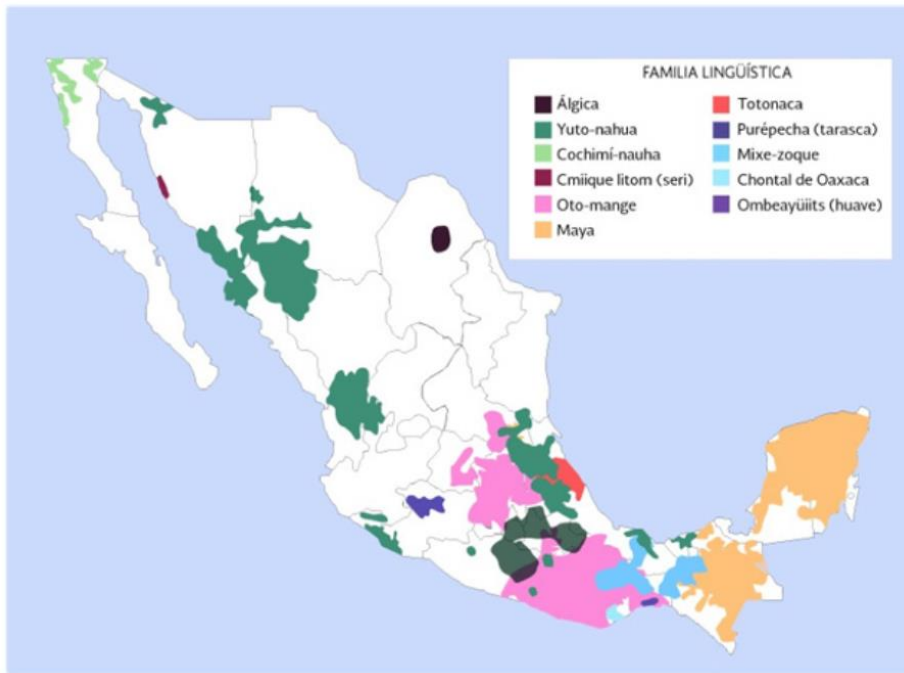 FAMILIA LINGÜÍSTICA
Álgica
Yuto-nahua
Cochimí-nauha
Cmiique litom (seri)
Oto-mange
Maya
Totonaca
Purépecha (tarasca)
Mixe-zoque
Chontal de Oaxaca
Ombeayüiits (huave)